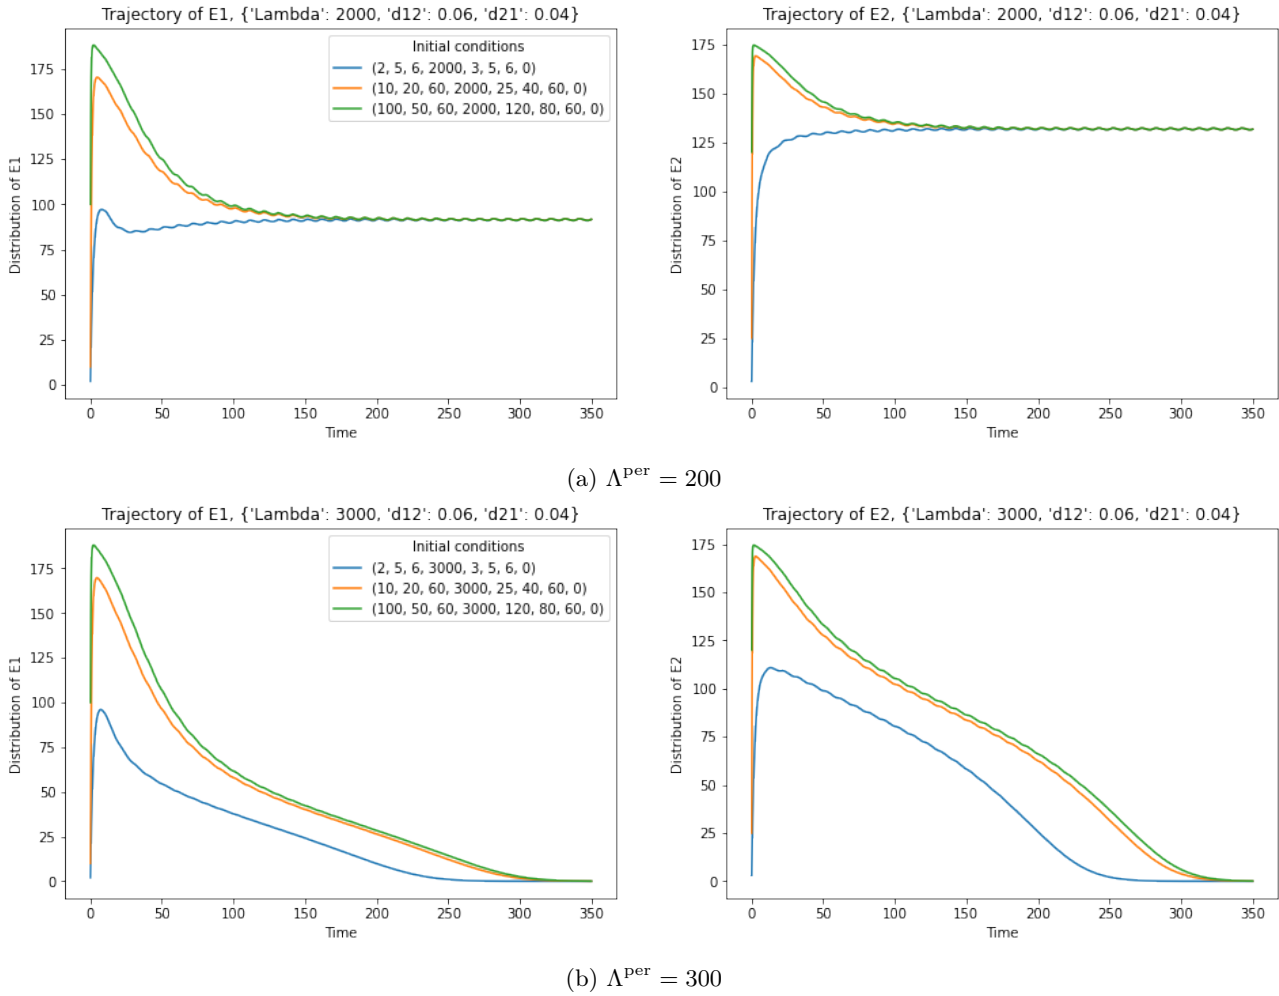 Trajectory of E1, {'Lambda': 2000, 'd12': 0.06, 'd21': 0.04}
Distribution of E1
175
150
125
100
75
50
25
0
Initial conditions
(2, 5, 6, 2000, 3, 5, 6, 0)
(10, 20, 60, 2000, 25, 40, 60, 0)
(100, 50, 60, 2000, 120, 80, 60, 0)
0 50 100 150 200 250 300 350
Time
Trajectory of E2, {'Lambda': 2000, 'd12': 0.06, 'd21': 0.04}
Distribution of E2
175
150
125
100
75
50
25
0
0 50 100 150 200 250 300 350
Time
(a) Λ^per = 200
Trajectory of E1, {'Lambda': 3000, 'd12': 0.06, 'd21': 0.04}
Distribution of E1
175
150
125
100
75
50
25
0
Initial conditions
(2, 5, 6, 3000, 3, 5, 6, 0)
(10, 20, 60, 3000, 25, 40, 60, 0)
(100, 50, 60, 3000, 120, 80, 60, 0)
0 50 100 150 200 250 300 350
Time
Trajectory of E2, {'Lambda': 3000, 'd12': 0.06, 'd21': 0.04}
Distribution of E2
175
150
125
100
75
50
25
0
0 50 100 150 200 250 300 350
Time
(b) Λ^per = 300